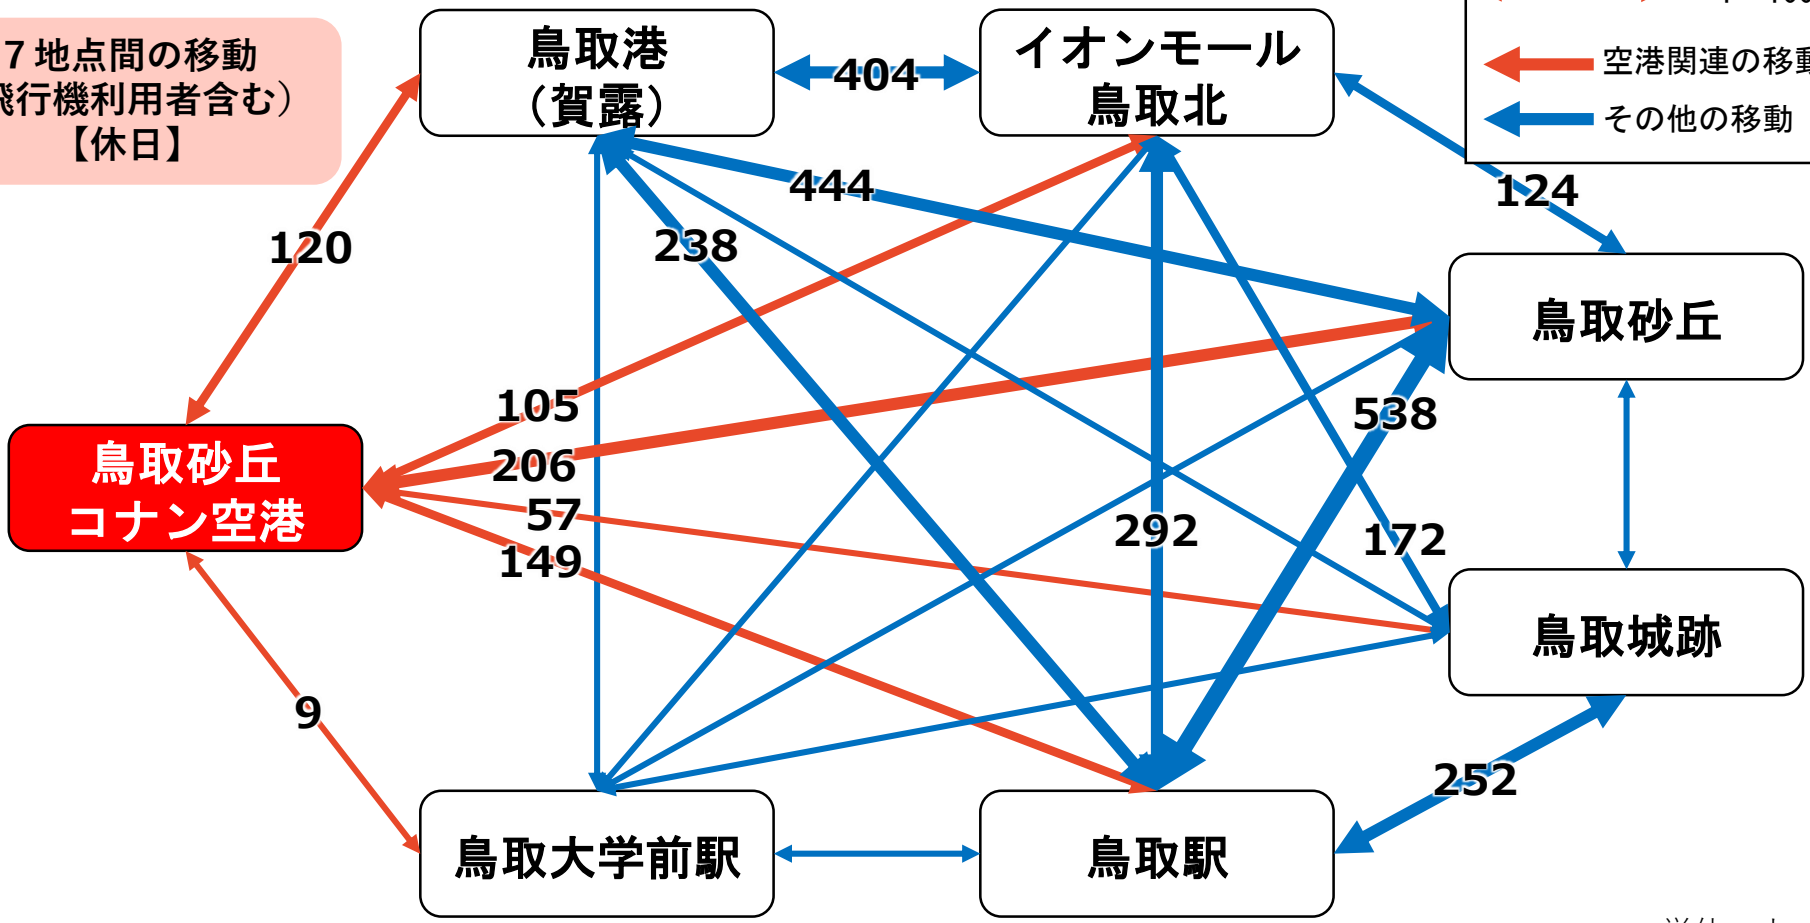 ７地点間の移動
飛行機利用者含む）
【休日】
鳥取港
（賀露）
イオンモール
鳥取北
空港関連の移動
その他の移動
404
444
124
120
238
鳥取砂丘
105
538
206
鳥取砂丘
コナン空港
57
292
172
149
鳥取城跡
9
252
鳥取大学前駅
鳥取駅